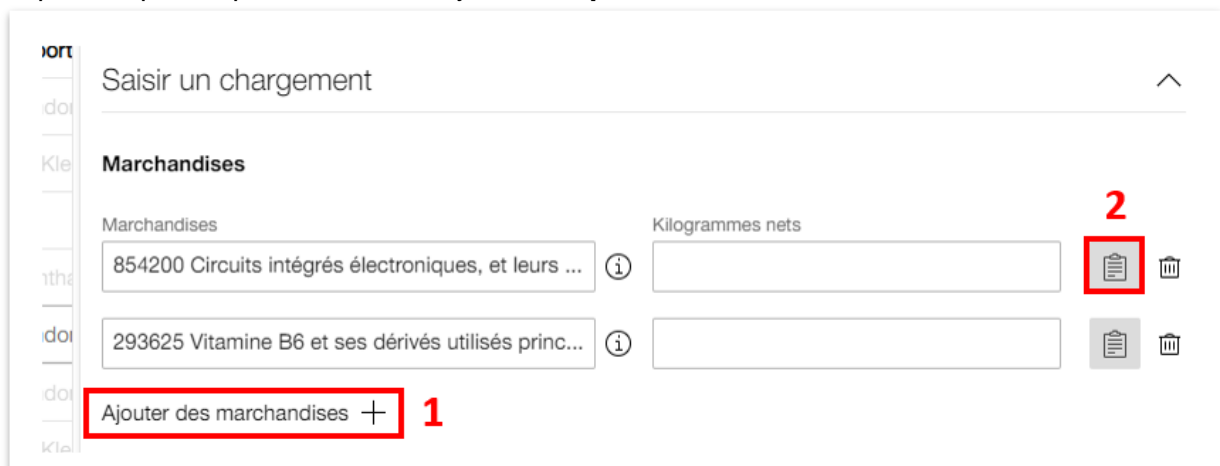 Saisir un chargement
Marchandises
Marchandises
Kilogrammes nets
2
854200 Circuits intégrés électroniques, et leurs ...
293625 Vitamine B6 et ses dérivés utilisés princ...
Ajouter des marchandises
1